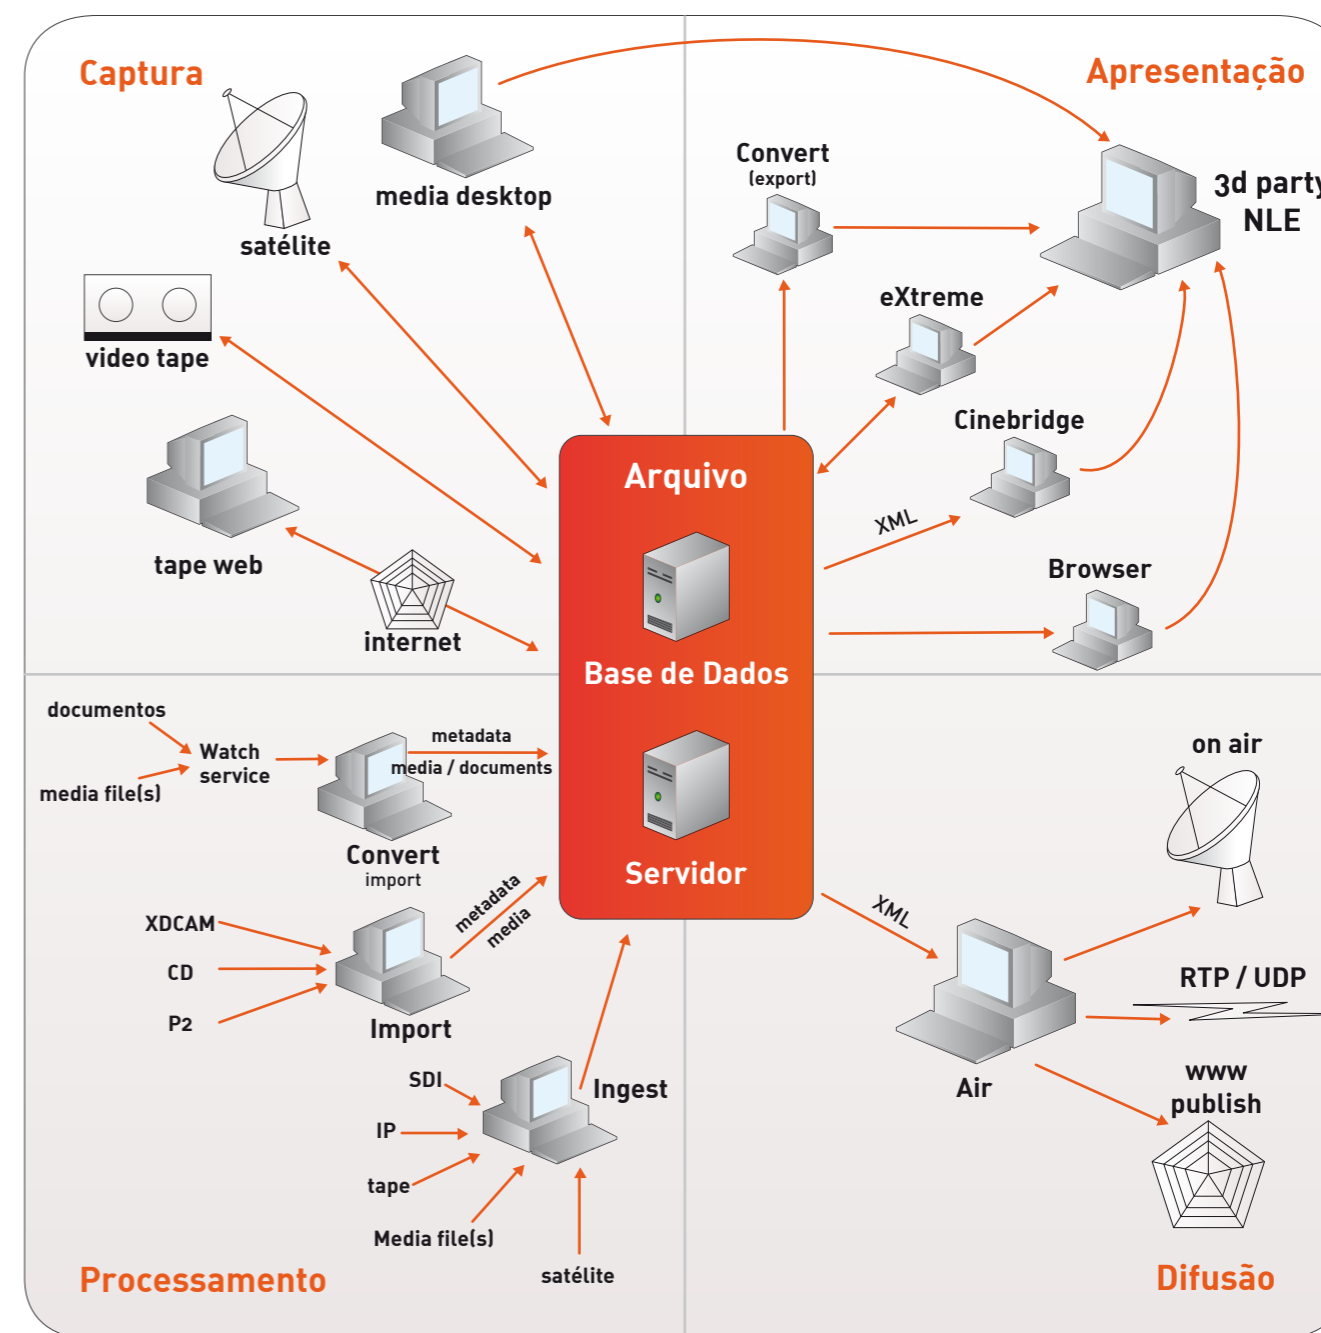 Captura
media desktop
satélite
video tape
tape web
internet
Apresentação
Convert
(export)
3d party
NLE
eXtreme
Cinebridge
XML
Browser
Arquivo
Base de Dados
Servidor
documentos
Watch
service
media file(s)
metadata
media / documents
Convert
import
XDCAM
CD
P2
metadata
media
Import
SDI
IP
tape
Media file(s)
satélite
Ingest
Processamento
XML
Air
on air
RTP / UDP
www
publish
Difusão